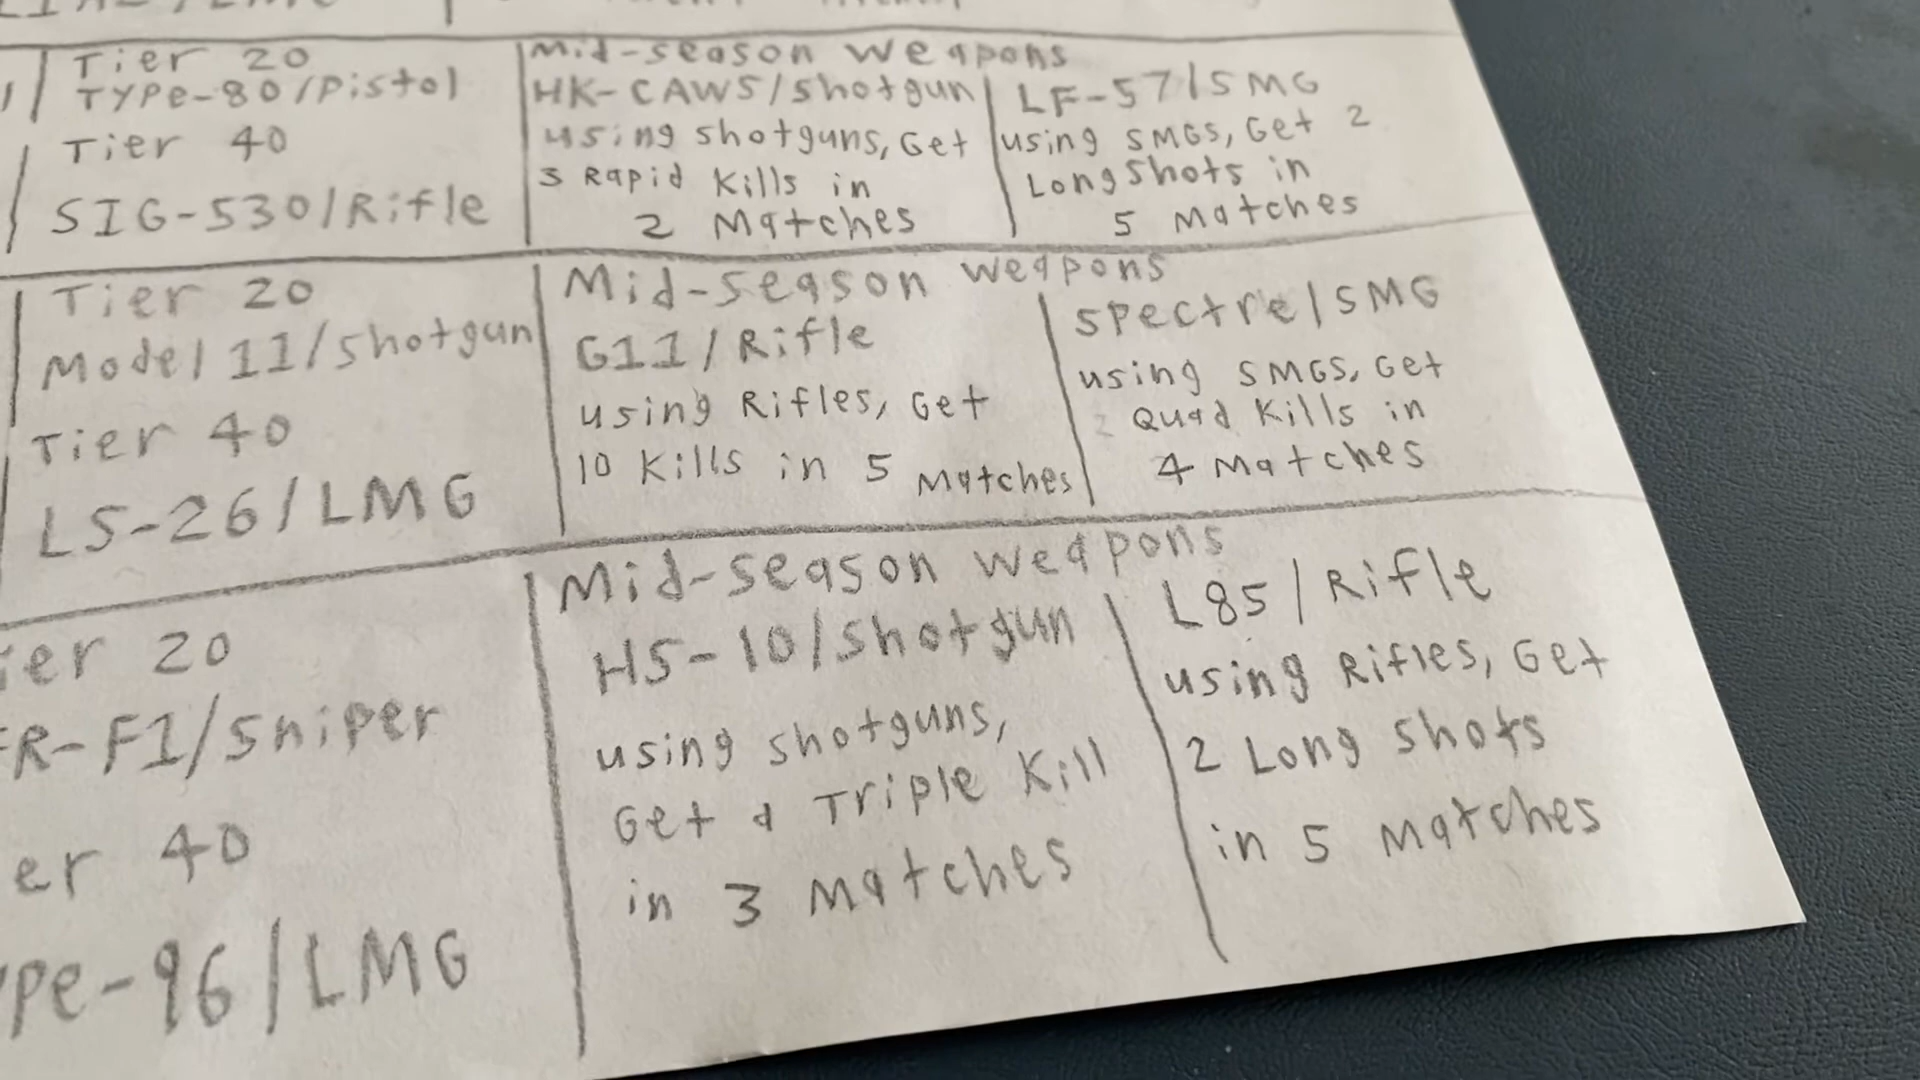 Tier 20
TYPE-80/Pistol
Tier 40
SIG-530/Rifle
Mid-season weapons
HK-CAWS/shotgun
using shotguns, Get
3 Rapid Kills in
2 Matches
LF-57/SMG
using SMGS, Get 2
Longshots in
5 Matches
Tier 20
Model 11/shotgun
Tier 40
LS-26/LMG
Mid-season weapons
G11/Rifle
using Rifles, Get
10 Kills in 5 Matches
Spectre/SMG
using SMGS, Get
Quad Kills in
4 Matches
20
F1/Sniper
40
96/LMG
Mid-season weapons
HS-10/shotgun
using shotguns,
Get a Triple Kill
in 3 Matches
L85/Rifle
using Rifles, Get
2 Long shots
in 5 Matches